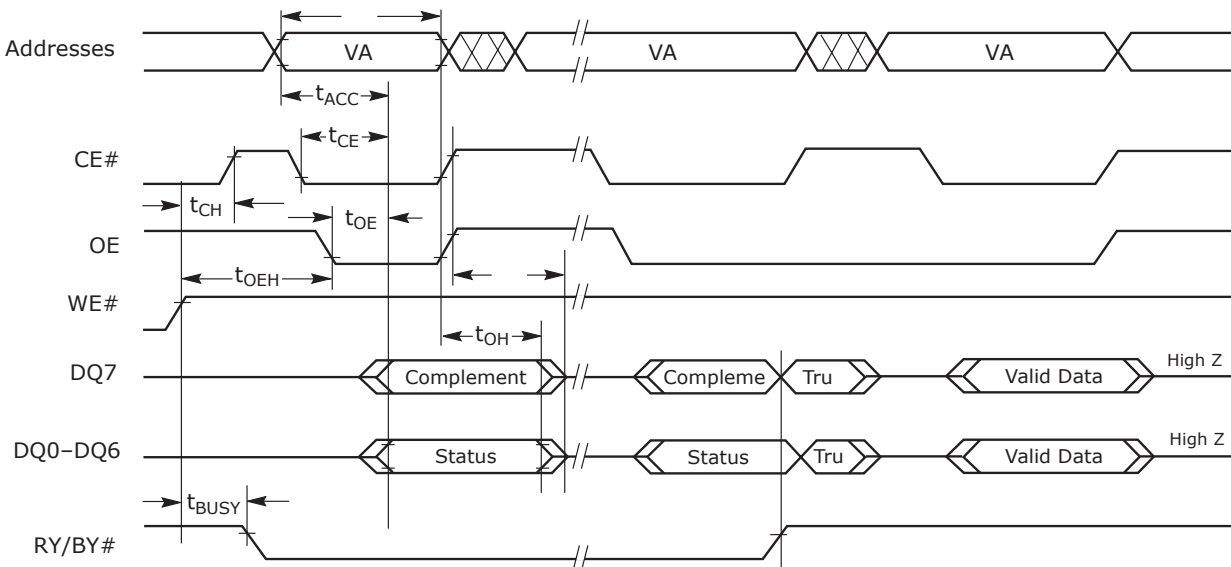 Addresses
VA
VA
VA
tACC
tCE
CE#
tCH
tOE
OE
tOEH
WE#
tOH
DQ7
Complement
Compleme
Tru
Valid Data
High Z
DQ0–DQ6
Status
Status
Tru
Valid Data
High Z
tBUSY
RY/BY#